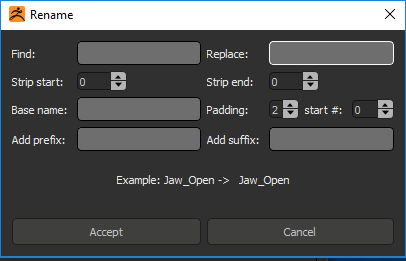 Rename
Find: Replace:
Strip start: 0 Strip end: 0
Base name: Padding: 2 start #: 0
Add prefix: Add suffix:
Example: Jaw_Open -> Jaw_Open
Accept Cancel